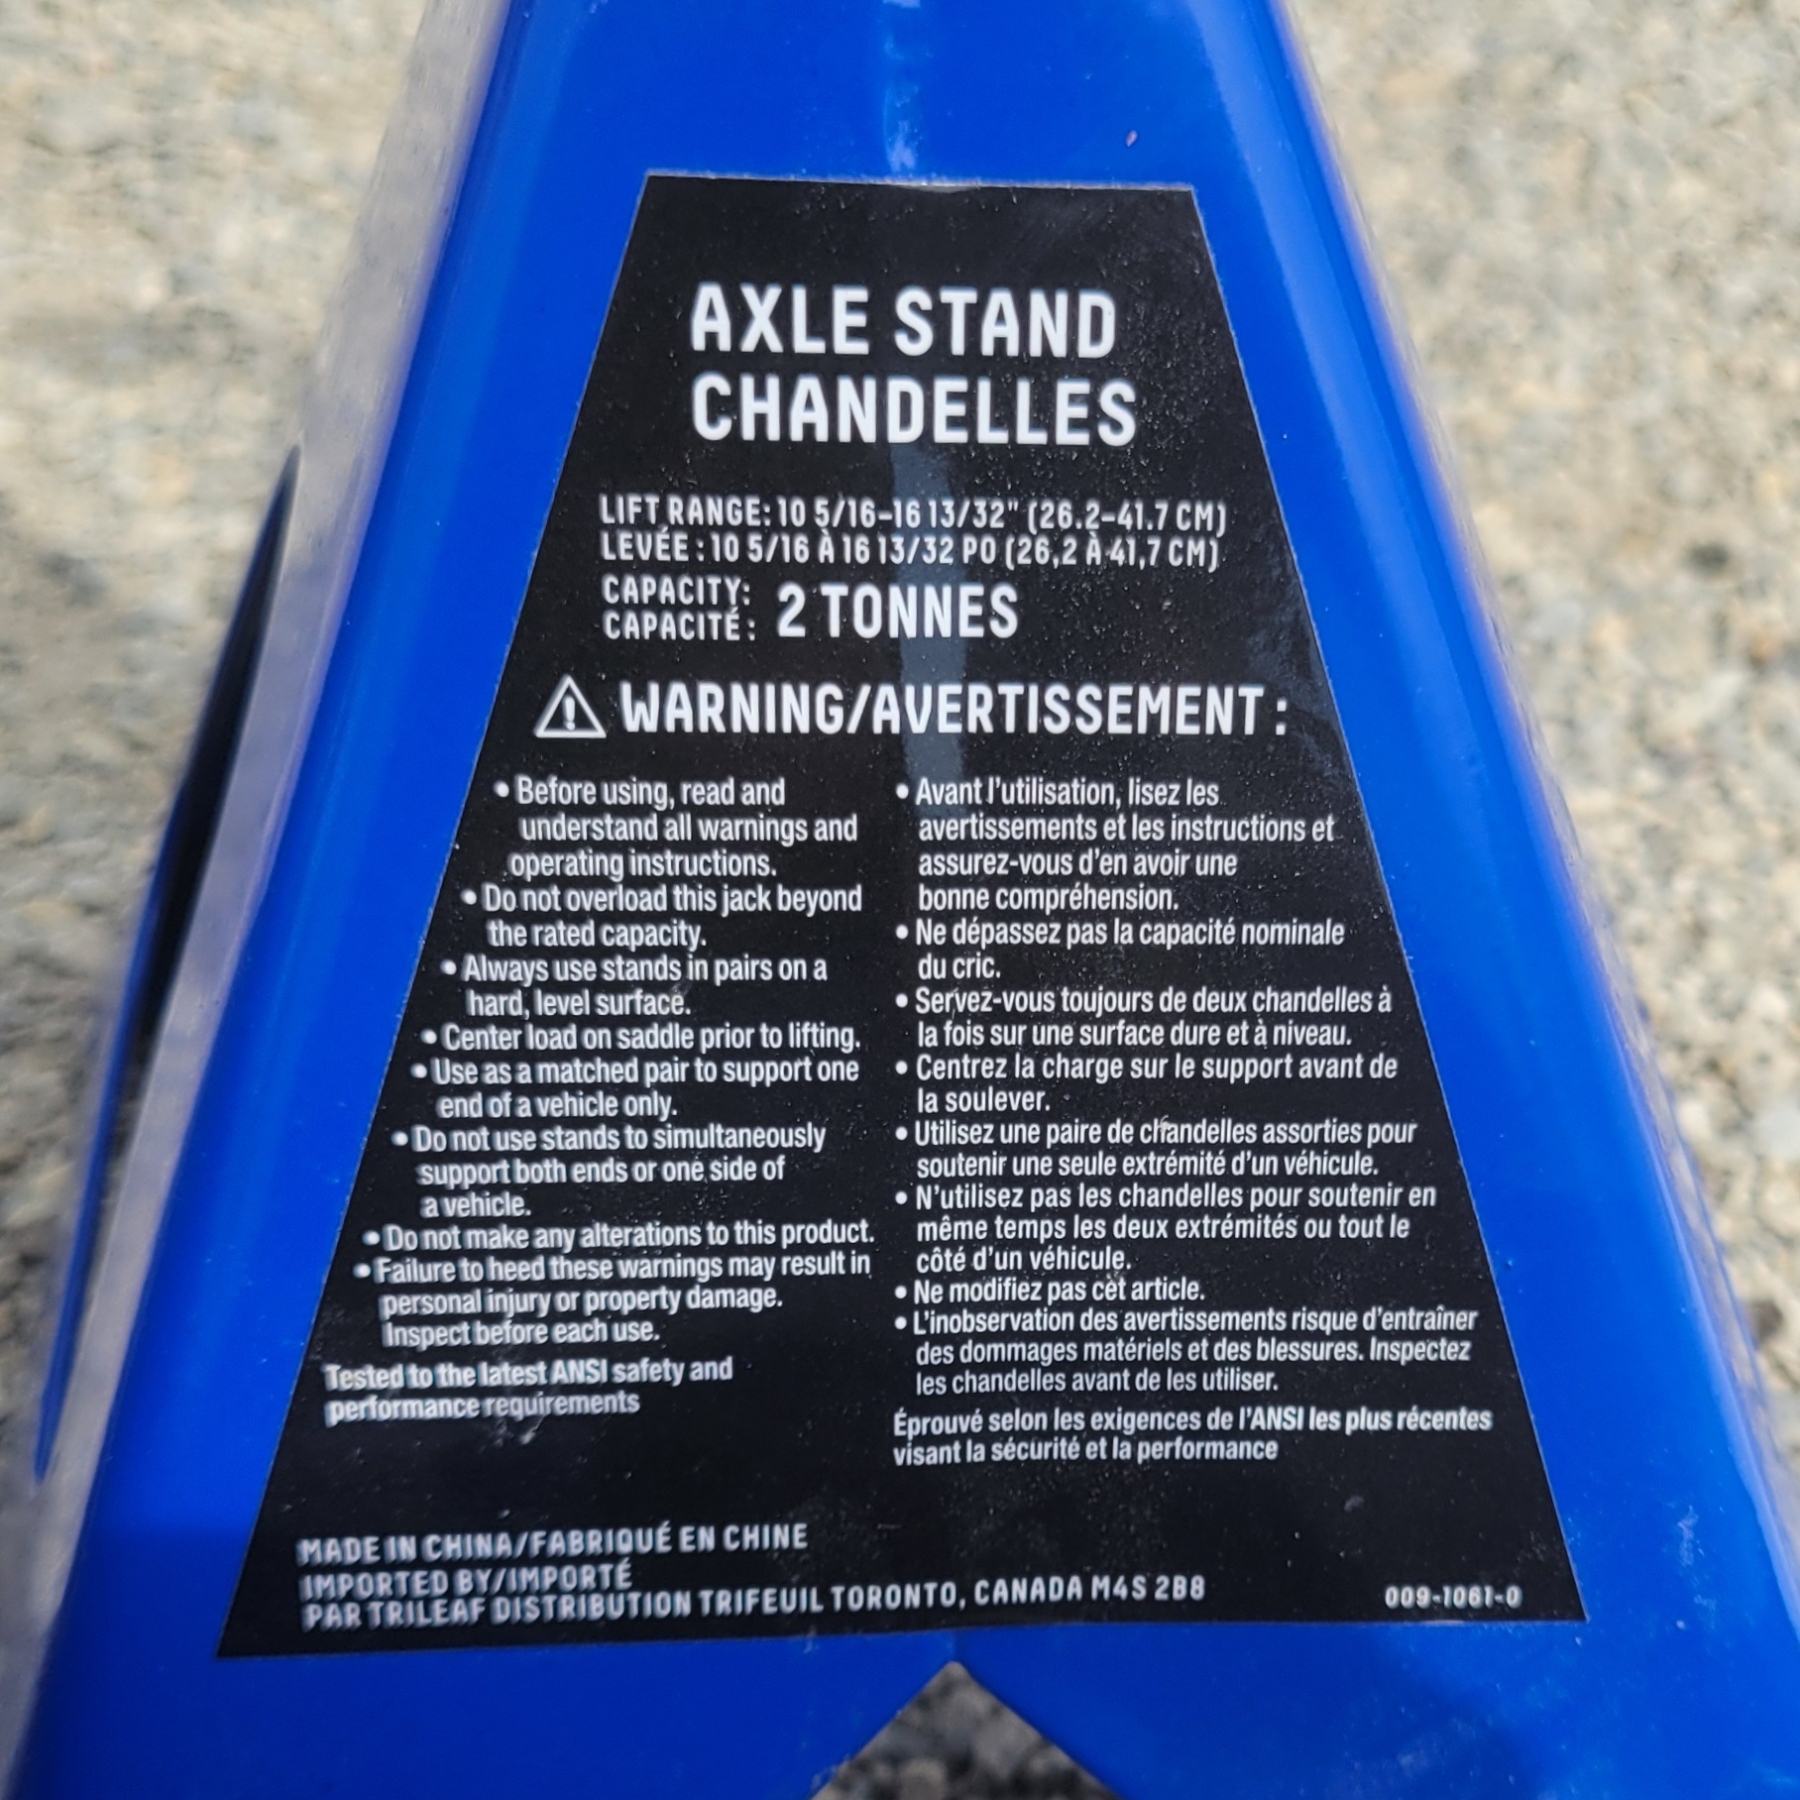 AXLE STAND
CHANDELLES
LIFT RANGE: 10 5/16–16 13/32" (26.2–41.7 CM)
LEVÉE : 10 5/16 À 16 13/32 PO (26,2 À 41,7 CM)
CAPACITY:
CAPACITÉ :
2 TONNES
WARNING/AVERTISSEMENT :
• Before using, read and
understand all warnings and
operating instructions.
• Do not overload this jack beyond
the rated capacity.
• Always use stands in pairs on a
hard, level surface.
• Center load on saddle prior to lifting.
• Use as a matched pair to support one
end of a vehicle only.
• Do not use stands to simultaneously
support both ends or one side of
a vehicle.
• Do not make any alterations to this product.
• Failure to heed these warnings may result in
personal injury or property damage.
Inspect before each use.
Tested to the latest ANSI safety and
performance requirements
• Avant l'utilisation, lisez les
avertissements et les instructions et
assurez-vous d'en avoir une
bonne compréhension.
• Ne dépassez pas la capacité nominale
du cric.
• Servez-vous toujours de deux chandelles à
la fois sur une surface dure et à niveau.
• Centrez la charge sur le support avant de
la soulever.
• Utilisez une paire de chandelles assorties pour
soutenir une seule extrémité d'un véhicule.
• N'utilisez pas les chandelles pour soutenir en
même temps les deux extrémités ou tout le
côté d'un véhicule.
• Ne modifiez pas cet article.
• L'inobservation des avertissements risque d'entraîner
des dommages matériels et des blessures. Inspectez
les chandelles avant de les utiliser.
Éprouvé selon les exigences de l'ANSI les plus récentes
visant la sécurité et la performance
MADE IN CHINA/FABRIQUÉ EN CHINE
IMPORTED BY/IMPORTÉ
PAR TRILEAF DISTRIBUTION TRIFEUIL TORONTO, CANADA M4S 2B8
009-1061-0